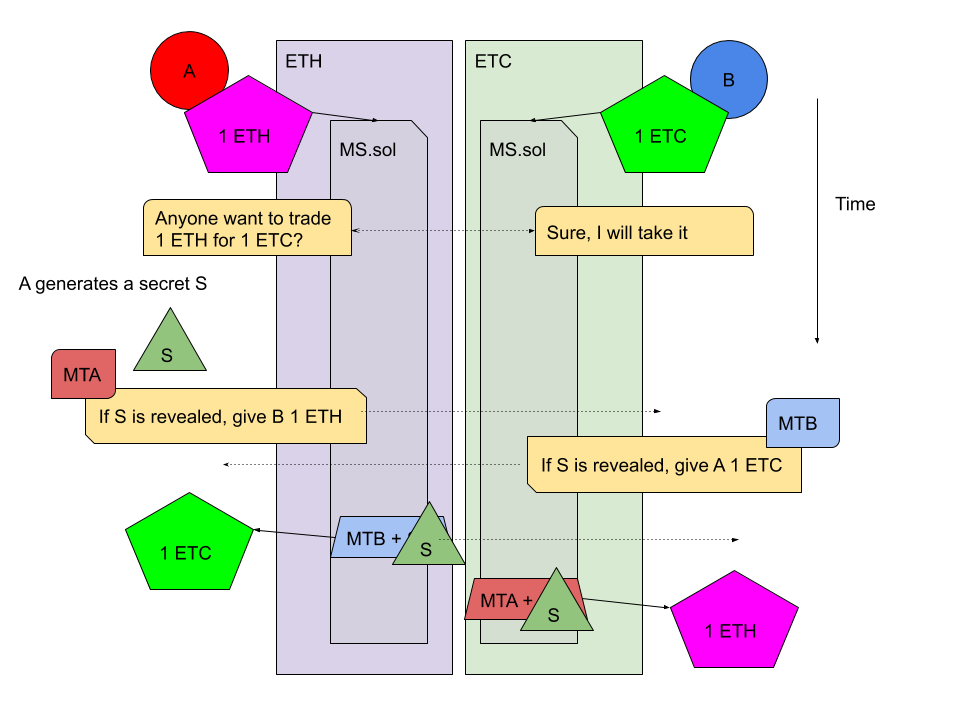 A
ETH
ETC
B
1 ETH
1 ETC
MS.sol
MS.sol
Time
Anyone want to trade
1 ETH for 1 ETC?
Sure, I will take it
A generates a secret S
S
MTA
If S is revealed, give B 1 ETH
MTB
If S is revealed, give A 1 ETC
1 ETC
MTB +
S
MTA +
S
1 ETH